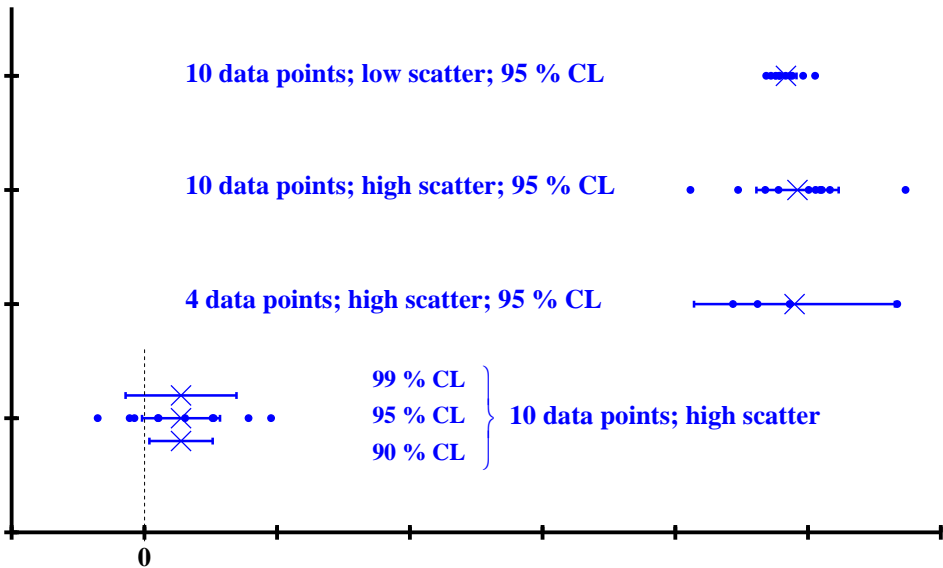 10 data points; low scatter; 95 % CL
10 data points; high scatter; 95 % CL
4 data points; high scatter; 95 % CL
99 % CL
95 % CL
90 % CL
10 data points; high scatter
0